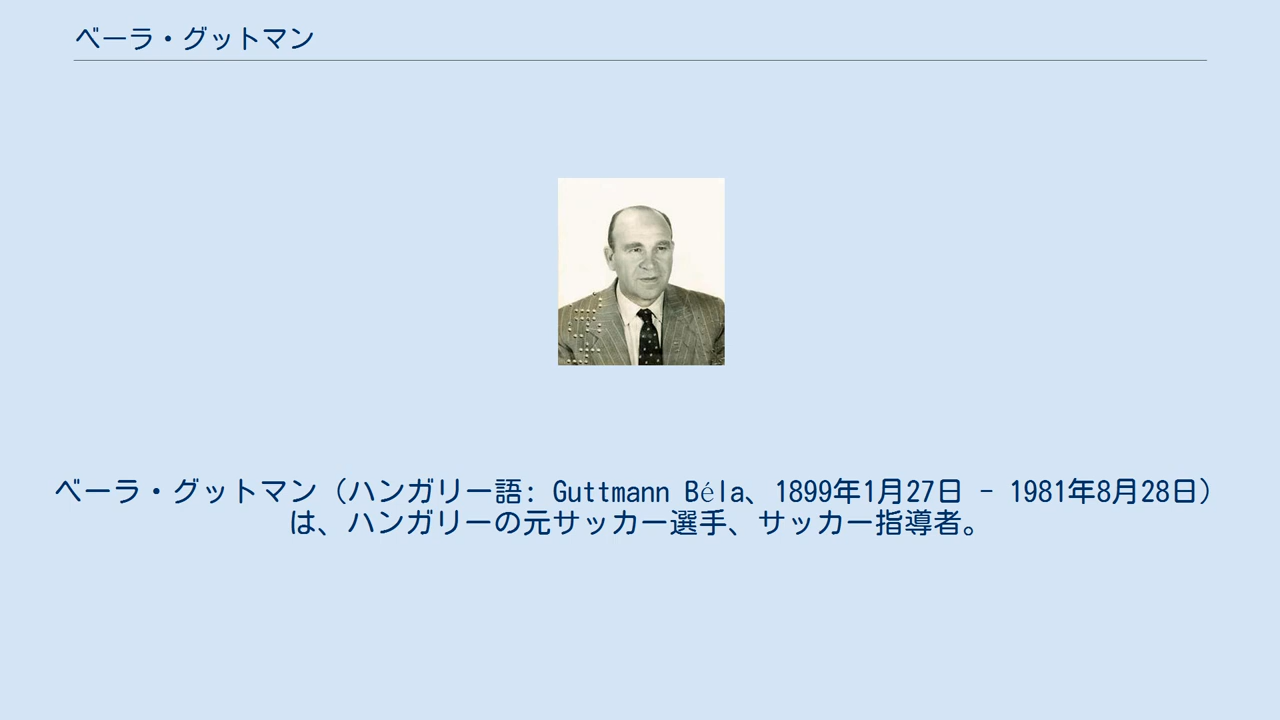 ベーラ・グットマン
ベーラ・グットマン（ハンガリー語: Guttmann Béla、1899年1月27日 - 1981年8月28日）
は、ハンガリーの元サッカー選手、サッカー指導者。